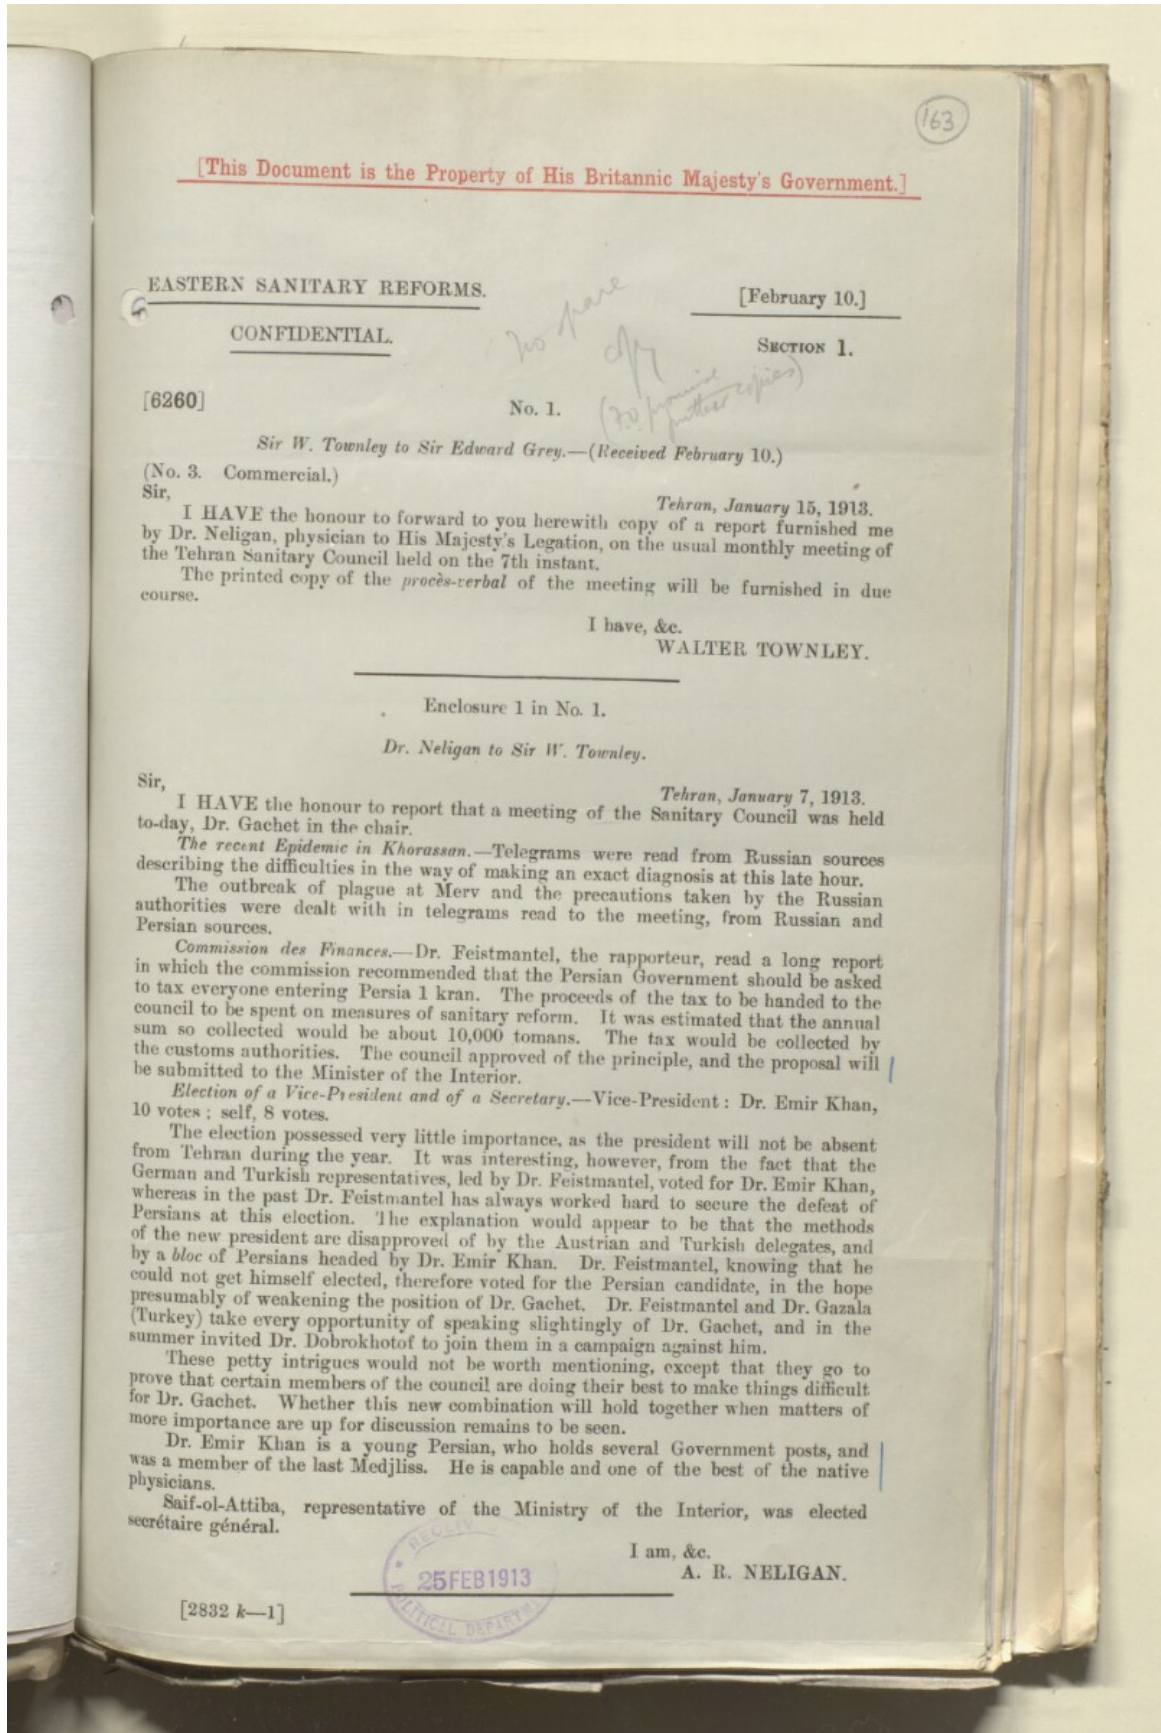 163
[This Document is the Property of His Britannic Majesty's Government.]
EASTERN SANITARY REFORMS.
[February 10.]
CONFIDENTIAL.
SECTION 1.
no spare
copy
(F.O. promise
further copies)
[6260]
No. 1.
Sir W. Townley to Sir Edward Grey.—(Received February 10.)
(No. 3. Commercial.)
Sir,
Tehran, January 15, 1913.
I HAVE the honour to forward to you herewith copy of a report furnished me
by Dr. Neligan, physician to His Majesty's Legation, on the usual monthly meeting of
the Tehran Sanitary Council held on the 7th instant.
The printed copy of the procès-verbal of the meeting will be furnished in due
course.
I have, &c.
WALTER TOWNLEY.
Enclosure 1 in No. 1.
Dr. Neligan to Sir W. Townley.
Sir,
Tehran, January 7, 1913.
I HAVE the honour to report that a meeting of the Sanitary Council was held
to-day, Dr. Gachet in the chair.
The recent Epidemic in Khorassan.—Telegrams were read from Russian sources
describing the difficulties in the way of making an exact diagnosis at this late hour.
The outbreak of plague at Merv and the precautions taken by the Russian
authorities were dealt with in telegrams read to the meeting, from Russian and
Persian sources.
Commission des Finances.—Dr. Feistmantel, the rapporteur, read a long report
in which the commission recommended that the Persian Government should be asked
to tax everyone entering Persia 1 kran. The proceeds of the tax to be handed to the
council to be spent on measures of sanitary reform. It was estimated that the annual
sum so collected would be about 10,000 tomans. The tax would be collected by
the customs authorities. The council approved of the principle, and the proposal will
be submitted to the Minister of the Interior.
Election of a Vice-President and of a Secretary.—Vice-President: Dr. Emir Khan,
10 votes; self, 8 votes.
The election possessed very little importance, as the president will not be absent
from Tehran during the year. It was interesting, however, from the fact that the
German and Turkish representatives, led by Dr. Feistmantel, voted for Dr. Emir Khan,
whereas in the past Dr. Feistmantel has always worked hard to secure the defeat of
Persians at this election. The explanation would appear to be that the methods
of the new president are disapproved of by the Austrian and Turkish delegates, and
by a bloc of Persians headed by Dr. Emir Khan. Dr. Feistmantel, knowing that he
could not get himself elected, therefore voted for the Persian candidate, in the hope
presumably of weakening the position of Dr. Gachet. Dr. Feistmantel and Dr. Gazala
(Turkey) take every opportunity of speaking slightingly of Dr. Gachet, and in the
summer invited Dr. Dobrokhotof to join them in a campaign against him.
These petty intrigues would not be worth mentioning, except that they go to
prove that certain members of the council are doing their best to make things difficult
for Dr. Gachet. Whether this new combination will hold together when matters of
more importance are up for discussion remains to be seen.
Dr. Emir Khan is a young Persian, who holds several Government posts, and
was a member of the last Medjliss. He is capable and one of the best of the native
physicians.
Saif-ol-Attiba, representative of the Ministry of the Interior, was elected
secrétaire général.
I am, &c.
A. R. NELIGAN.
25 FEB 1913
POLITICAL DEPARTM
[2832 k—1]